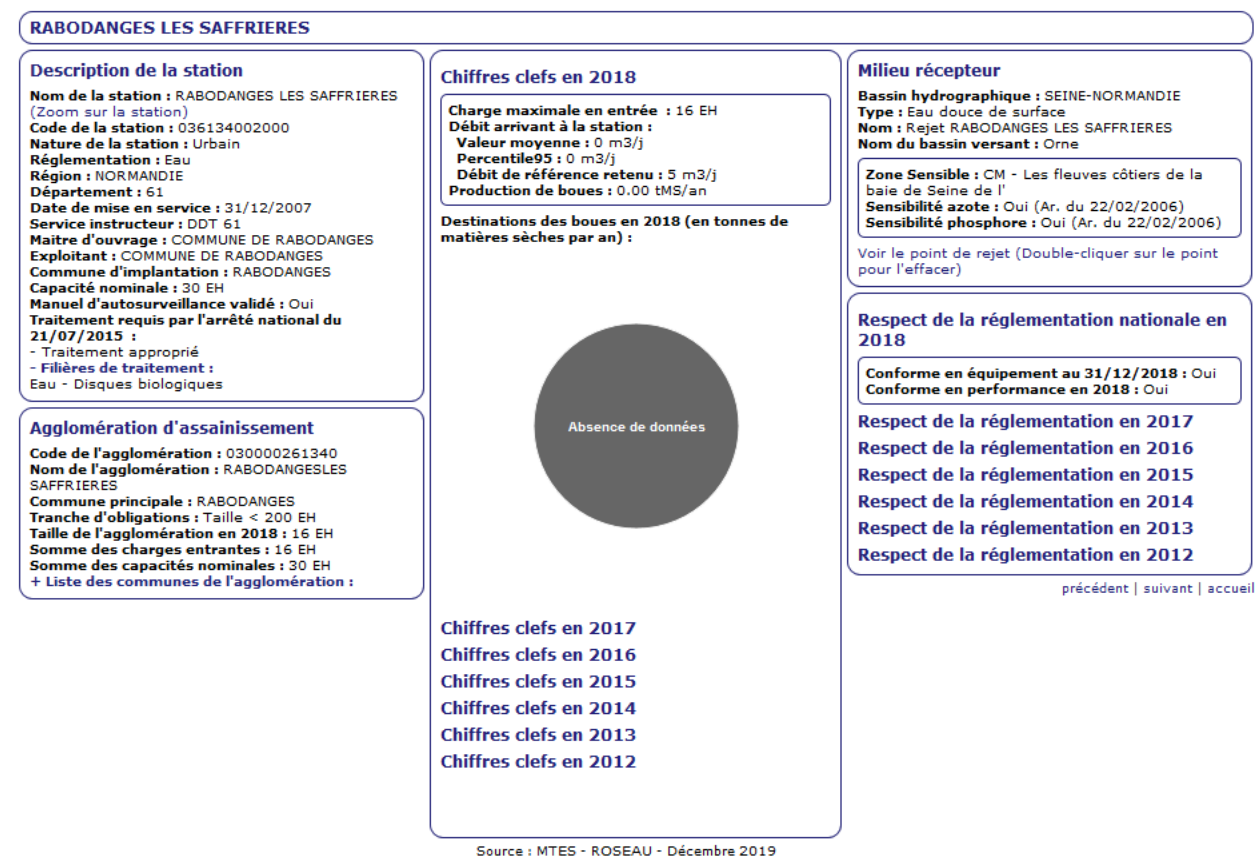 RABODANGES LES SAFFRIERES
Description de la station
Nom de la station : RABODANGES LES SAFFRIERES
(Zoom sur la station)
Code de la station : 036134002000
Nature de la station : Urbain
Réglementation : Eau
Région : NORMANDIE
Département : 61
Date de mise en service : 31/12/2007
Service instructeur : DDT 61
Maitre d'ouvrage : COMMUNE DE RABODANGES
Exploitant : COMMUNE DE RABODANGES
Commune d'implantation : RABODANGES
Capacité nominale : 30 EH
Manuel d'autosurveillance validé : Oui
Traitement requis par l'arrêté national du
21/07/2015 :
- Traitement approprié
- Filières de traitement :
Eau - Disques biologiques
Agglomération d'assainissement
Code de l'agglomération : 030000261340
Nom de l'agglomération : RABODANGESLES
SAFFRIERES
Commune principale : RABODANGES
Tranche d'obligations : Taille < 200 EH
Taille de l'agglomération en 2018 : 16 EH
Somme des charges entrantes : 16 EH
Somme des capacités nominales : 30 EH
+ Liste des communes de l'agglomération :
Chiffres clefs en 2018
Charge maximale en entrée : 16 EH
Débit arrivant à la station :
Valeur moyenne : 0 m3/j
Percentile95 : 0 m3/j
Débit de référence retenu : 5 m3/j
Production de boues : 0.00 tMS/an
Destinations des boues en 2018 (en tonnes de
matières sèches par an) :
Absence de données
Chiffres clefs en 2017
Chiffres clefs en 2016
Chiffres clefs en 2015
Chiffres clefs en 2014
Chiffres clefs en 2013
Chiffres clefs en 2012
Milieu récepteur
Bassin hydrographique : SEINE-NORMANDIE
Type : Eau douce de surface
Nom : Rejet RABODANGES LES SAFFRIERES
Nom du bassin versant : Orne
Zone Sensible : CM - Les fleuves côtiers de la
baie de Seine de l'
Sensibilité azote : Oui (Ar. du 22/02/2006)
Sensibilité phosphore : Oui (Ar. du 22/02/2006)
Voir le point de rejet (Double-cliquer sur le point
pour l'effacer)
Respect de la réglementation nationale en
2018
Conforme en équipement au 31/12/2018 : Oui
Conforme en performance en 2018 : Oui
Respect de la réglementation en 2017
Respect de la réglementation en 2016
Respect de la réglementation en 2015
Respect de la réglementation en 2014
Respect de la réglementation en 2013
Respect de la réglementation en 2012
précédent | suivant | accueil
Source : MTES - ROSEAU - Décembre 2019